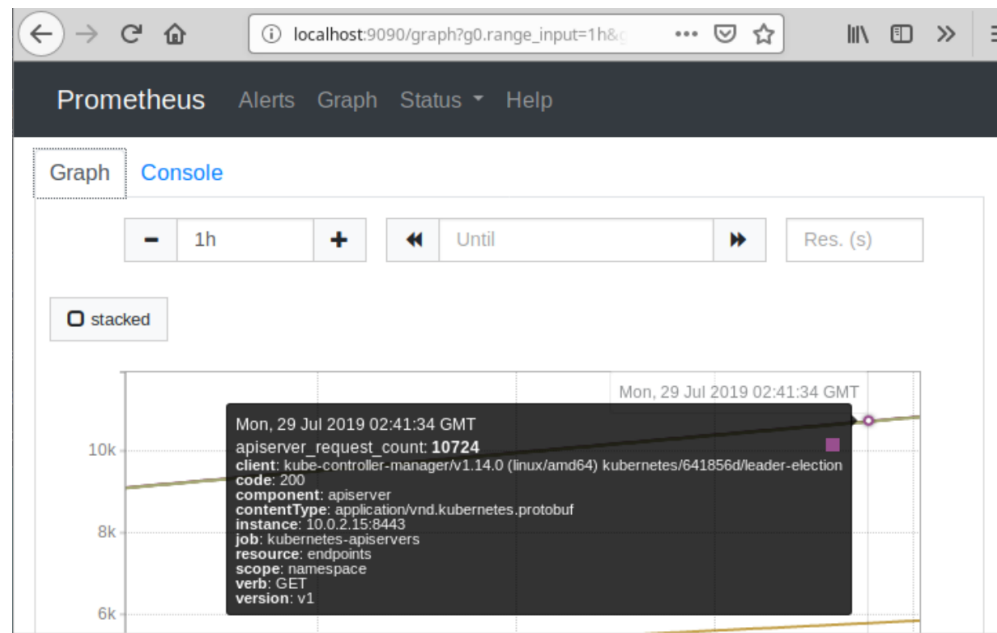 localhost:9090/graph?g0.range_input=1h&
Prometheus Alerts Graph Status Help
Graph Console
1h Until Res. (s)
stacked
Mon, 29 Jul 2019 02:41:34 GMT
Mon, 29 Jul 2019 02:41:34 GMT
apiserver_request_count: 10724
client: kube-controller-manager/v1.14.0 (linux/amd64) kubernetes/641856d/leader-election
code: 200
component: apiserver
contentType: application/vnd.kubernetes.protobuf
instance: 10.0.2.15:8443
job: kubernetes-apiservers
resource: endpoints
scope: namespace
verb: GET
version: v1
10k
8k
6k